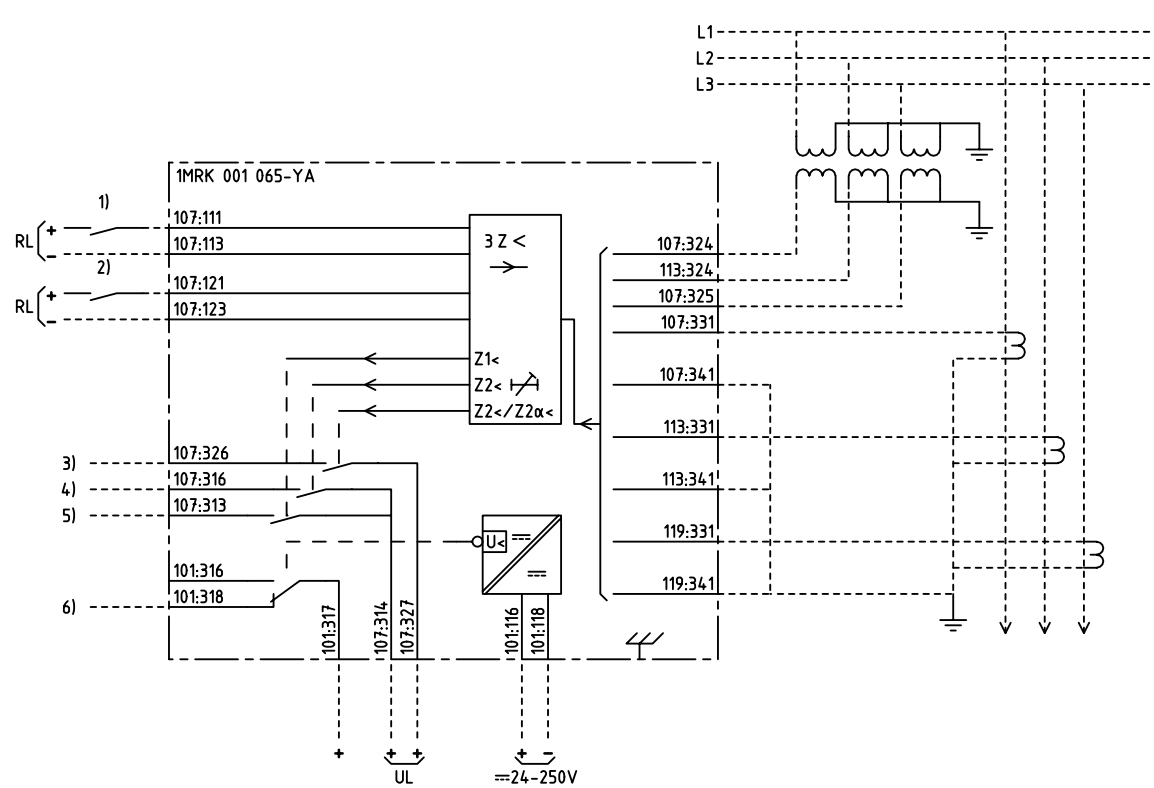 L1
L2
L3
1MRK 001 065-YA
1)
107:111
+
RL
107:113
−
2)
107:121
+
RL
107:123
−
3 Z <
Z1<
Z2<
Z2</Z2α<
107:324
113:324
107:325
107:331
107:341
113:331
113:341
119:331
119:341
3)
107:326
4)
107:316
5)
107:313
101:316
6)
101:318
U<
101:317
107:314
107:327
101:116
101:118
+
+
+
+
−
UL
⎓24-250V